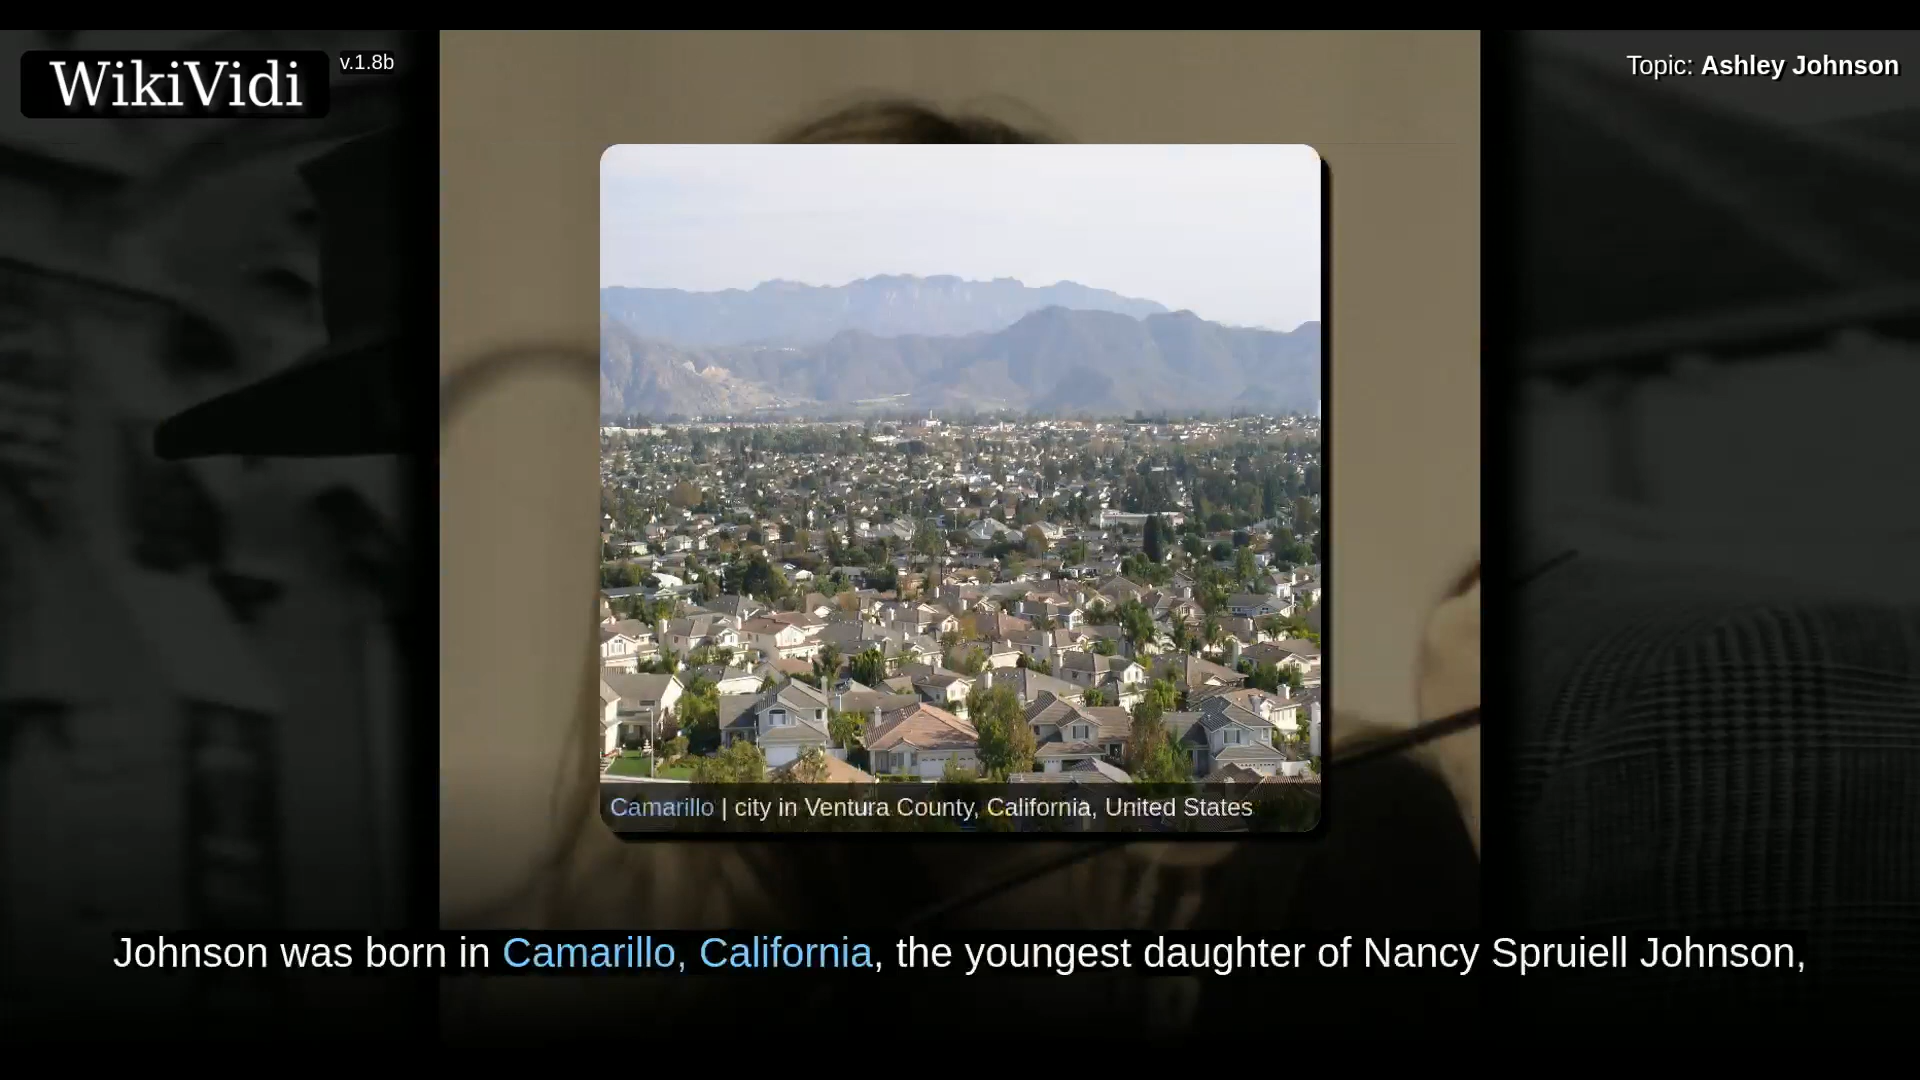 WikiVidi v.1.8b
Topic: Ashley Johnson
Camarillo | city in Ventura County, California, United States
Johnson was born in Camarillo, California, the youngest daughter of Nancy Spruiell Johnson,